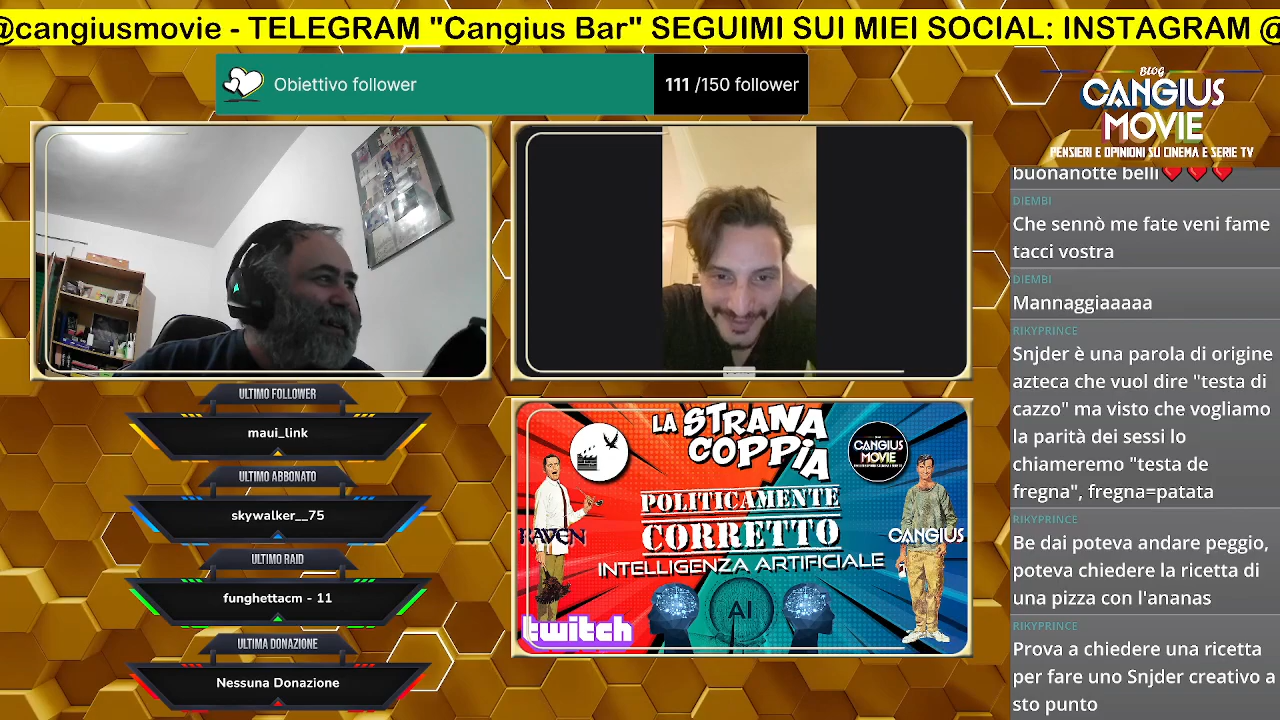 @cangiusmovie - TELEGRAM "Cangius Bar" SEGUIMI SUI MIEI SOCIAL: INSTAGRAM @
Obiettivo follower
111 /150 follower
BLOG
CANGIUS
MOVIE
PENSIERI E OPINIONI SU CINEMA E SERIE TV
buonanotte belli❤❤❤
DIEMBI
Che sennò me fate veni fame
tacci vostra
DIEMBI
Mannaggiaaaaa
RIKYPRINCE
Snjder è una parola di origine
azteca che vuol dire "testa di
cazzo" ma visto che vogliamo
la parità dei sessi lo
chiameremo "testa de
fregna", fregna=patata
RIKYPRINCE
Be dai poteva andare peggio,
poteva chiedere la ricetta di
una pizza con l'ananas
RIKYPRINCE
Prova a chiedere una ricetta
per fare uno Snjder creativo a
sto punto
ULTIMO FOLLOWER
maui_link
ULTIMO ABBONATO
skywalker__75
ULTIMO RAID
funghettacm - 11
ULTIMA DONAZIONE
Nessuna Donazione
LA STRANA
COPPIA
CANGIUS
MOVIE
POLITICAMENTE
CORRETTO
INTELLIGENZA ARTIFICIALE
HAVEN
CANGIUS
AI
twitch